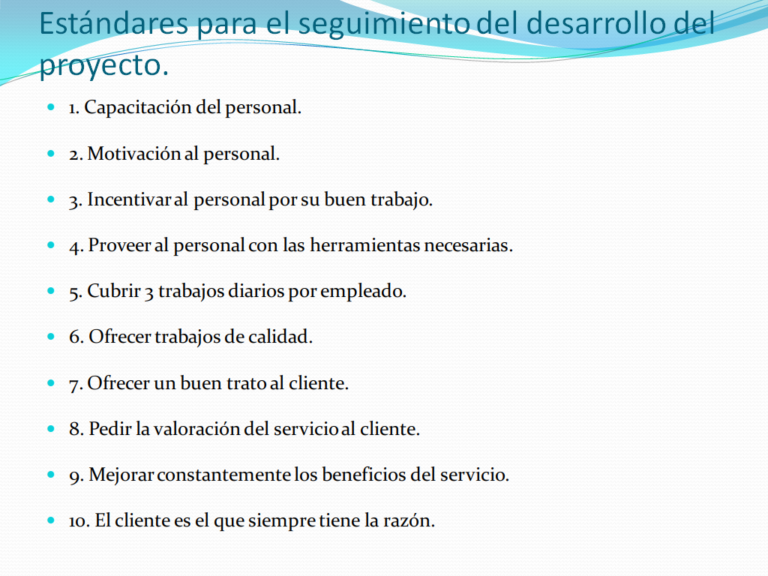 Estándares para el seguimiento del desarrollo del
proyecto.
• 1. Capacitación del personal.
• 2. Motivación al personal.
• 3. Incentivar al personal por su buen trabajo.
• 4. Proveer al personal con las herramientas necesarias.
• 5. Cubrir 3 trabajos diarios por empleado.
• 6. Ofrecer trabajos de calidad.
• 7. Ofrecer un buen trato al cliente.
• 8. Pedir la valoración del servicio al cliente.
• 9. Mejorar constantemente los beneficios del servicio.
• 10. El cliente es el que siempre tiene la razón.